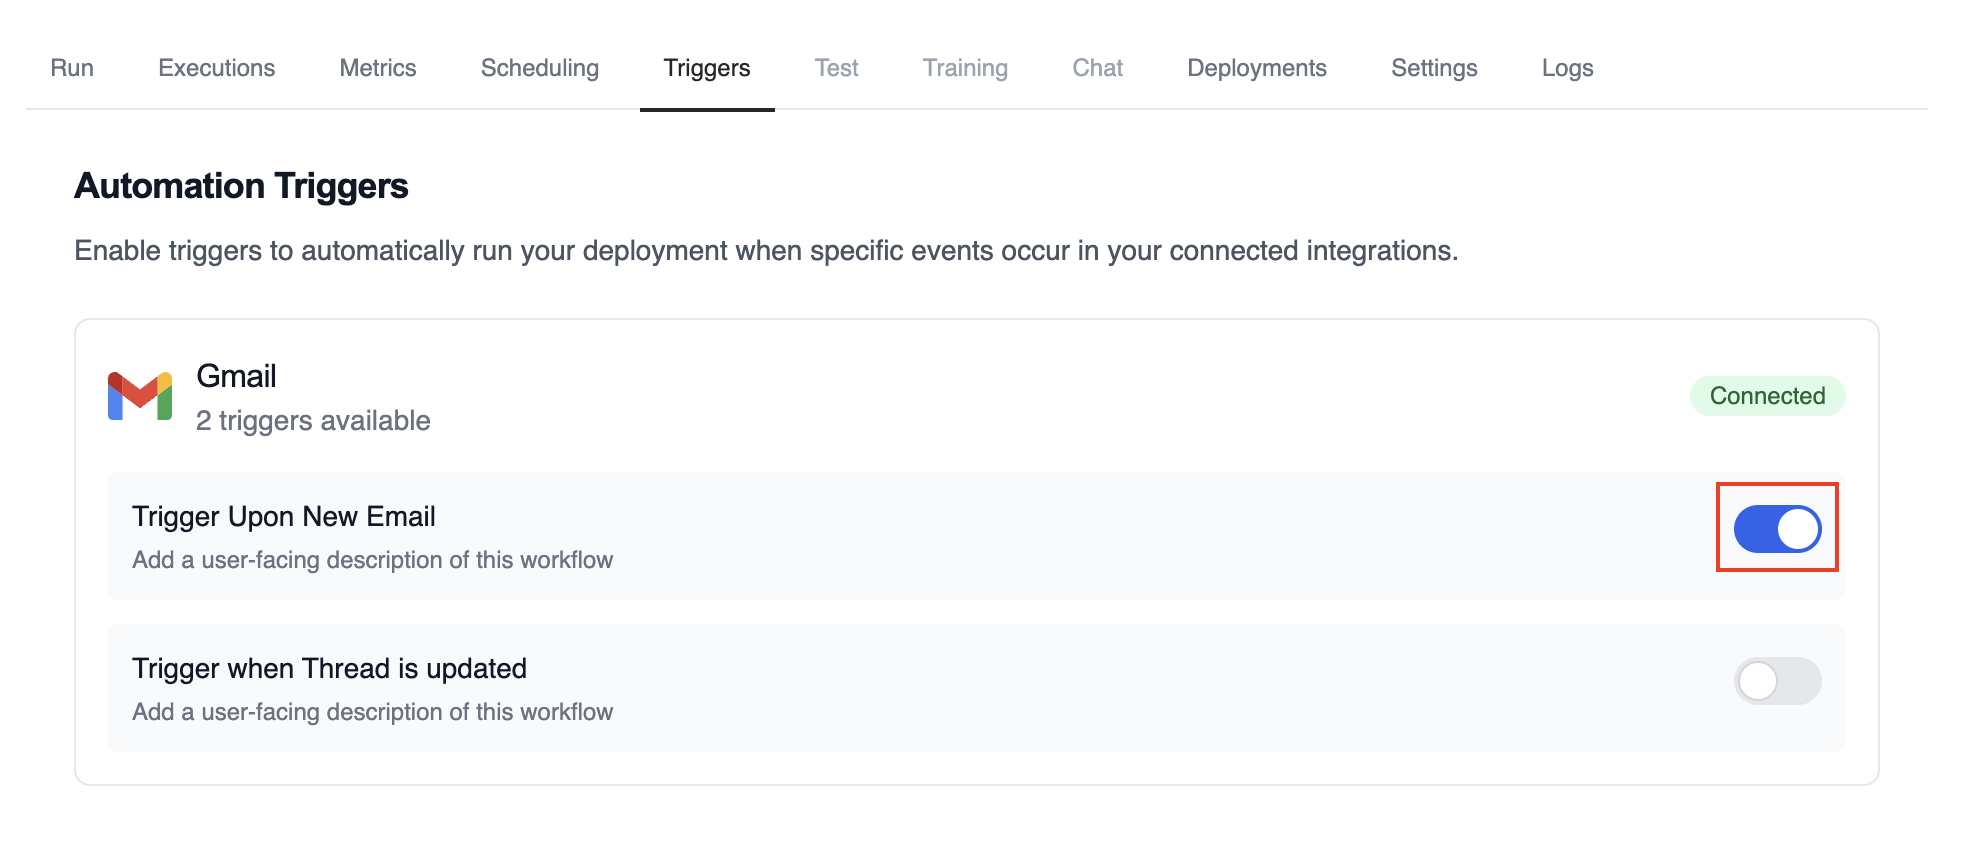 Run Executions Metrics Scheduling Triggers Test Training Chat Deployments Settings Logs
Automation Triggers
Enable triggers to automatically run your deployment when specific events occur in your connected integrations.
Gmail
2 triggers available
Connected
Trigger Upon New Email
Add a user-facing description of this workflow
Trigger when Thread is updated
Add a user-facing description of this workflow